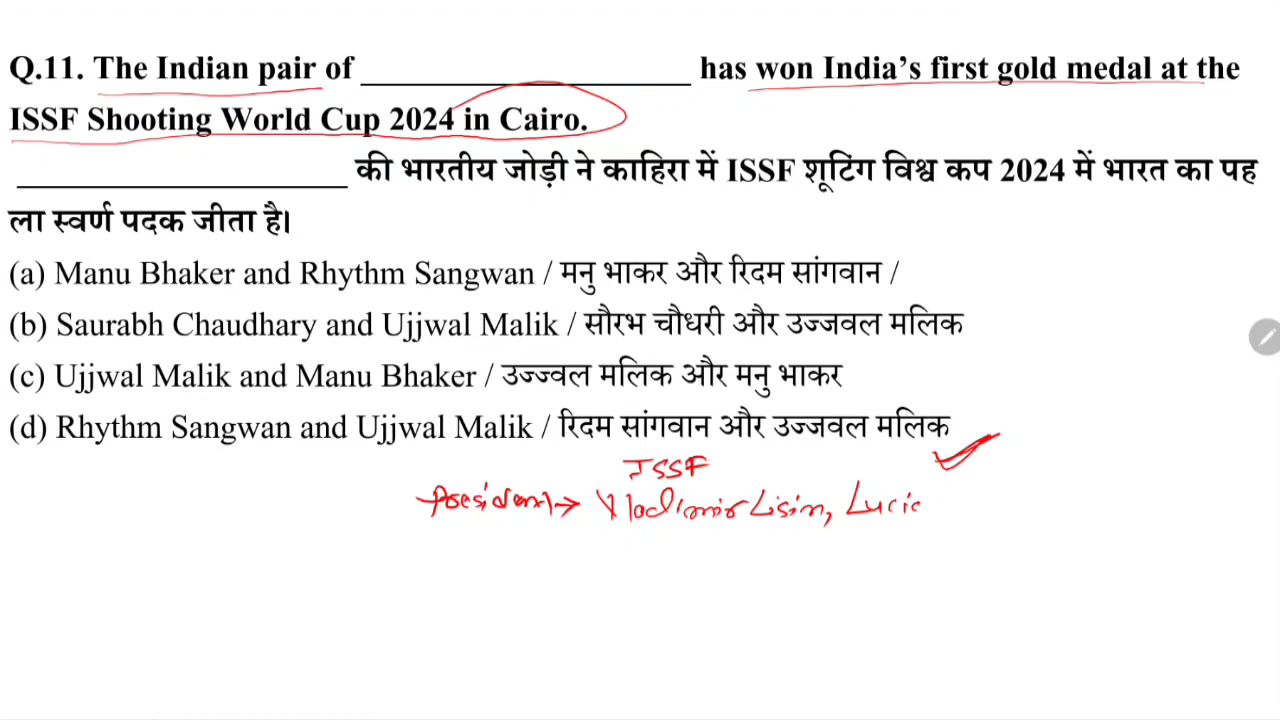 Q.11. The Indian pair of ____________________ has won India’s first gold medal at the
ISSF Shooting World Cup 2024 in Cairo.
____________________ की भारतीय जोड़ी ने काहिरा में ISSF शूटिंग विश्व कप 2024 में भारत का पह
ला स्वर्ण पदक जीता है।
(a) Manu Bhaker and Rhythm Sangwan / मनु भाकर और रिदम सांगवान /
(b) Saurabh Chaudhary and Ujjwal Malik / सौरभ चौधरी और उज्जवल मलिक
(c) Ujjwal Malik and Manu Bhaker / उज्ज्वल मलिक और मनु भाकर
(d) Rhythm Sangwan and Ujjwal Malik / रिदम सांगवान और उज्जवल मलिक
ISSF
President → Vladimir Lisin, Lucic